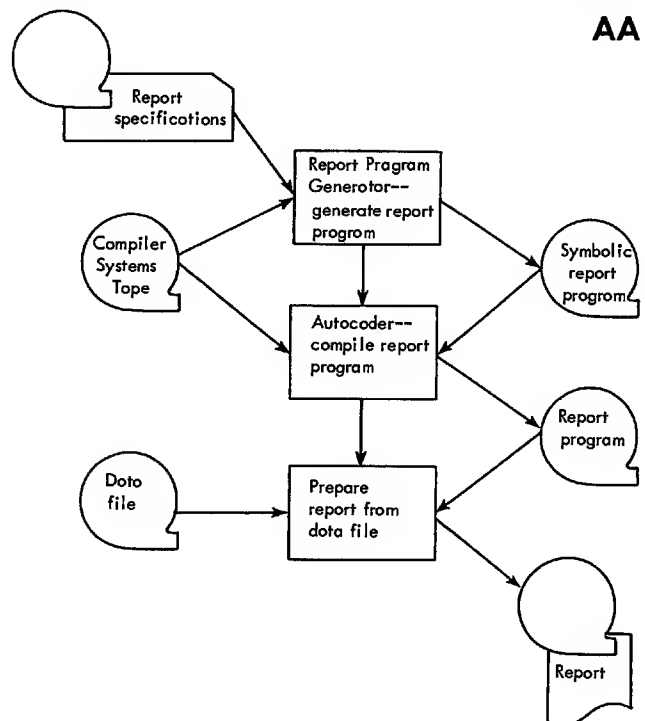 AA
Report
specificotions
Report Pragram
Generotor--
generate report
progrom
Compiler
Systems
Tope
Symbolic
report
progrom
Autocoder--
compile report
program
Report
program
Doto
file
Prepare
report from
dota file
Report